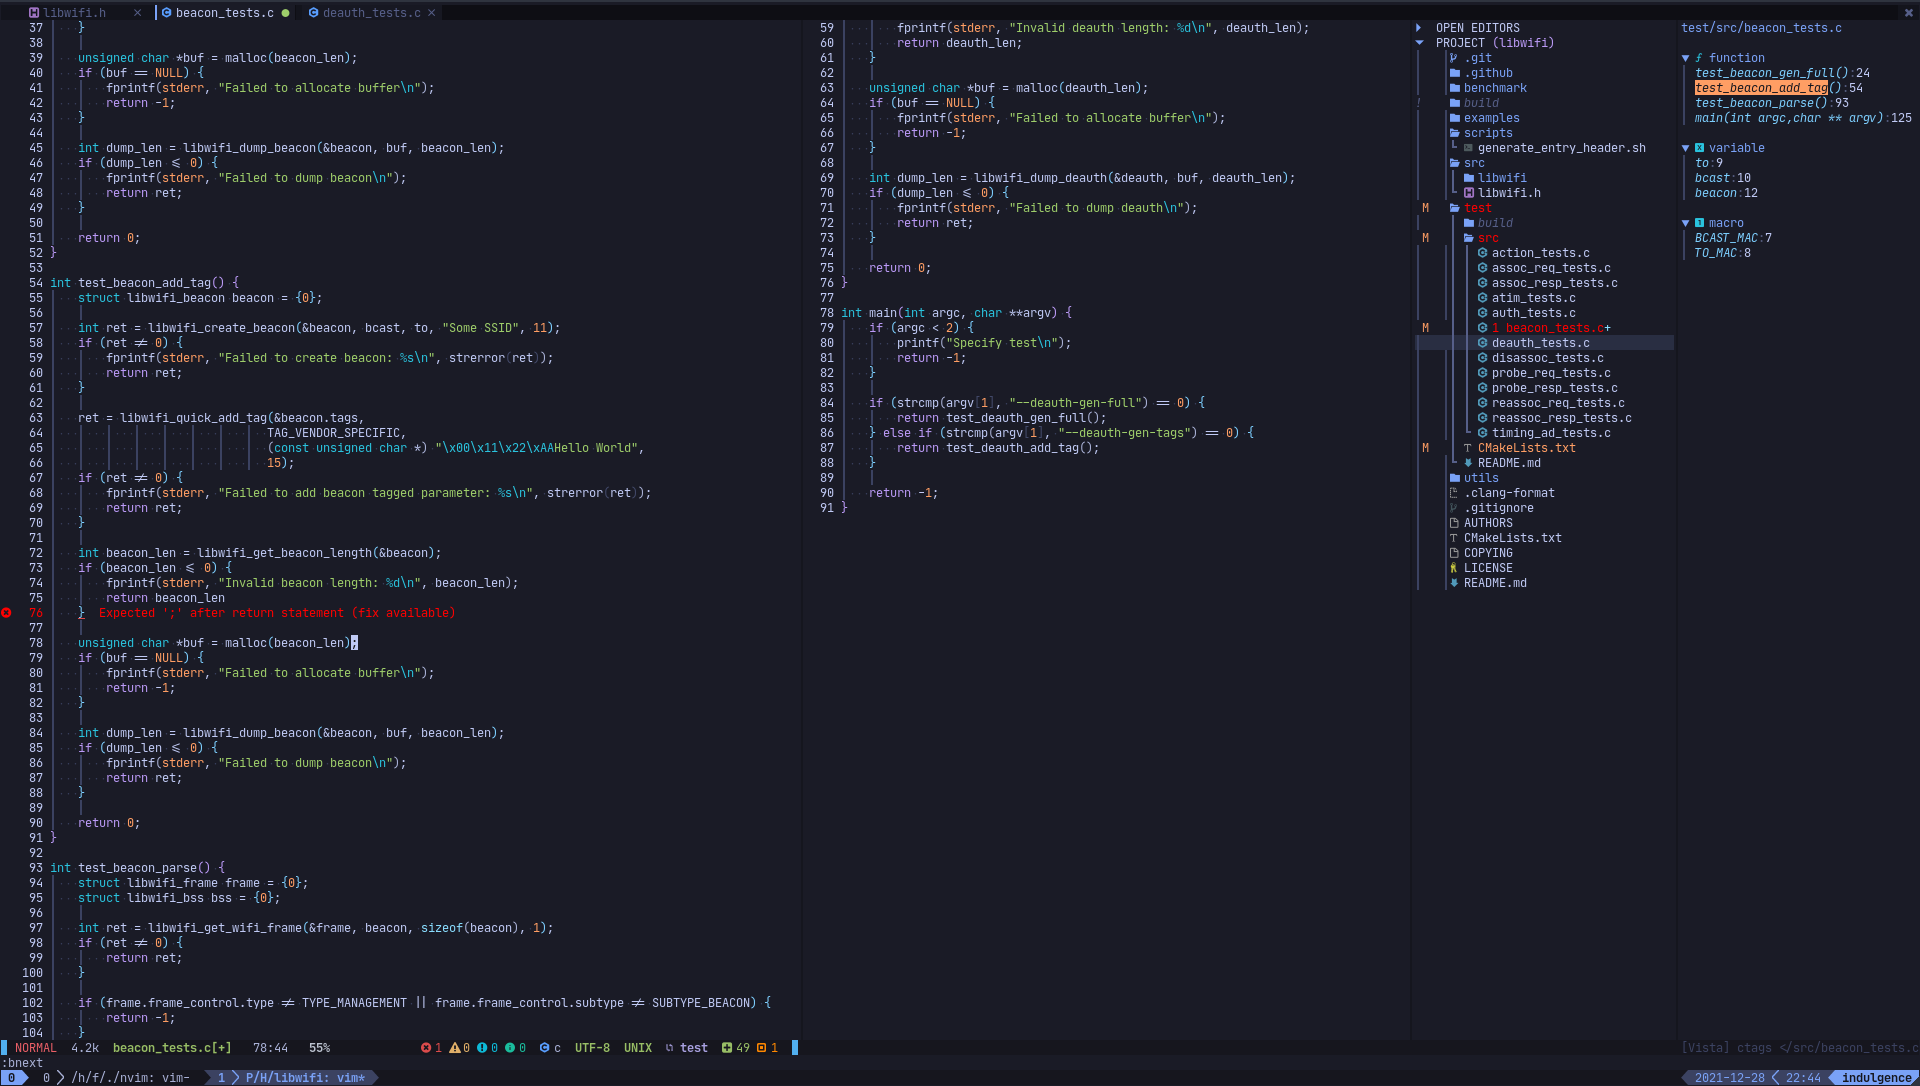 libwifi.h × beacon_tests.c ● deauth_tests.c × ×
37 }
38
39 unsigned char *buf = malloc(beacon_len);
40 if (buf == NULL) {
41 fprintf(stderr, "Failed to allocate buffer\n");
42 return -1;
43 }
44
45 int dump_len = libwifi_dump_beacon(&beacon, buf, beacon_len);
46 if (dump_len <= 0) {
47 fprintf(stderr, "Failed to dump beacon\n");
48 return ret;
49 }
50
51 return 0;
52 }
53
54 int test_beacon_add_tag() {
55 struct libwifi_beacon beacon = {0};
56
57 int ret = libwifi_create_beacon(&beacon, bcast, to, "Some SSID", 11);
58 if (ret != 0) {
59 fprintf(stderr, "Failed to create beacon: %s\n", strerror(ret));
60 return ret;
61 }
62
63 ret = libwifi_quick_add_tag(&beacon.tags,
64 TAG_VENDOR_SPECIFIC,
65 (const unsigned char *) "\x00\x11\x22\xAAHello World",
66 15);
67 if (ret != 0) {
68 fprintf(stderr, "Failed to add beacon tagged parameter: %s\n", strerror(ret));
69 return ret;
70 }
71
72 int beacon_len = libwifi_get_beacon_length(&beacon);
73 if (beacon_len <= 0) {
74 fprintf(stderr, "Invalid beacon length: %d\n", beacon_len);
75 return beacon_len
76 } Expected ';' after return statement (fix available)
77
78 unsigned char *buf = malloc(beacon_len);
79 if (buf == NULL) {
80 fprintf(stderr, "Failed to allocate buffer\n");
81 return -1;
82 }
83
84 int dump_len = libwifi_dump_beacon(&beacon, buf, beacon_len);
85 if (dump_len <= 0) {
86 fprintf(stderr, "Failed to dump beacon\n");
87 return ret;
88 }
89
90 return 0;
91 }
92
93 int test_beacon_parse() {
94 struct libwifi_frame frame = {0};
95 struct libwifi_bss bss = {0};
96
97 int ret = libwifi_get_wifi_frame(&frame, beacon, sizeof(beacon), 1);
98 if (ret != 0) {
99 return ret;
100 }
101
102 if (frame.frame_control.type != TYPE_MANAGEMENT || frame.frame_control.subtype != SUBTYPE_BEACON) {
103 return -1;
104 }
59 fprintf(stderr, "Invalid deauth length: %d\n", deauth_len);
60 return deauth_len;
61 }
62
63 unsigned char *buf = malloc(deauth_len);
64 if (buf == NULL) {
65 fprintf(stderr, "Failed to allocate buffer\n");
66 return -1;
67 }
68
69 int dump_len = libwifi_dump_deauth(&deauth, buf, deauth_len);
70 if (dump_len <= 0) {
71 fprintf(stderr, "Failed to dump deauth\n");
72 return ret;
73 }
74
75 return 0;
76 }
77
78 int main(int argc, char **argv) {
79 if (argc < 2) {
80 printf("Specify test\n");
81 return -1;
82 }
83
84 if (strcmp(argv[1], "--deauth-gen-full") == 0) {
85 return test_deauth_gen_full();
86 } else if (strcmp(argv[1], "--deauth-gen-tags") == 0) {
87 return test_deauth_add_tag();
88 }
89
90 return -1;
91 }
OPEN EDITORS
PROJECT (libwifi)
.git
.github
benchmark
! build
examples
scripts
generate_entry_header.sh
src
libwifi
libwifi.h
M test
build
M src
action_tests.c
assoc_req_tests.c
assoc_resp_tests.c
atim_tests.c
auth_tests.c
M 1 beacon_tests.c+
deauth_tests.c
disassoc_tests.c
probe_req_tests.c
probe_resp_tests.c
reassoc_req_tests.c
reassoc_resp_tests.c
timing_ad_tests.c
M CMakeLists.txt
README.md
utils
.clang-format
.gitignore
AUTHORS
CMakeLists.txt
COPYING
LICENSE
README.md
test/src/beacon_tests.c
▼ ƒ function
test_beacon_gen_full():24
test_beacon_add_tag():54
test_beacon_parse():93
main(int argc,char ** argv):125
▼ variable
to:9
bcast:10
beacon:12
▼ macro
BCAST_MAC:7
TO_MAC:8
NORMAL 4.2k beacon_tests.c[+] 78:44 55% 1 0 0 0 c UTF-8 UNIX test 49 1
[Vista] ctags </src/beacon_tests.c
:bnext
0 0 /h/f/./nvim: vim- 1 P/H/libwifi: vim* 2021-12-28 22:44 indulgence